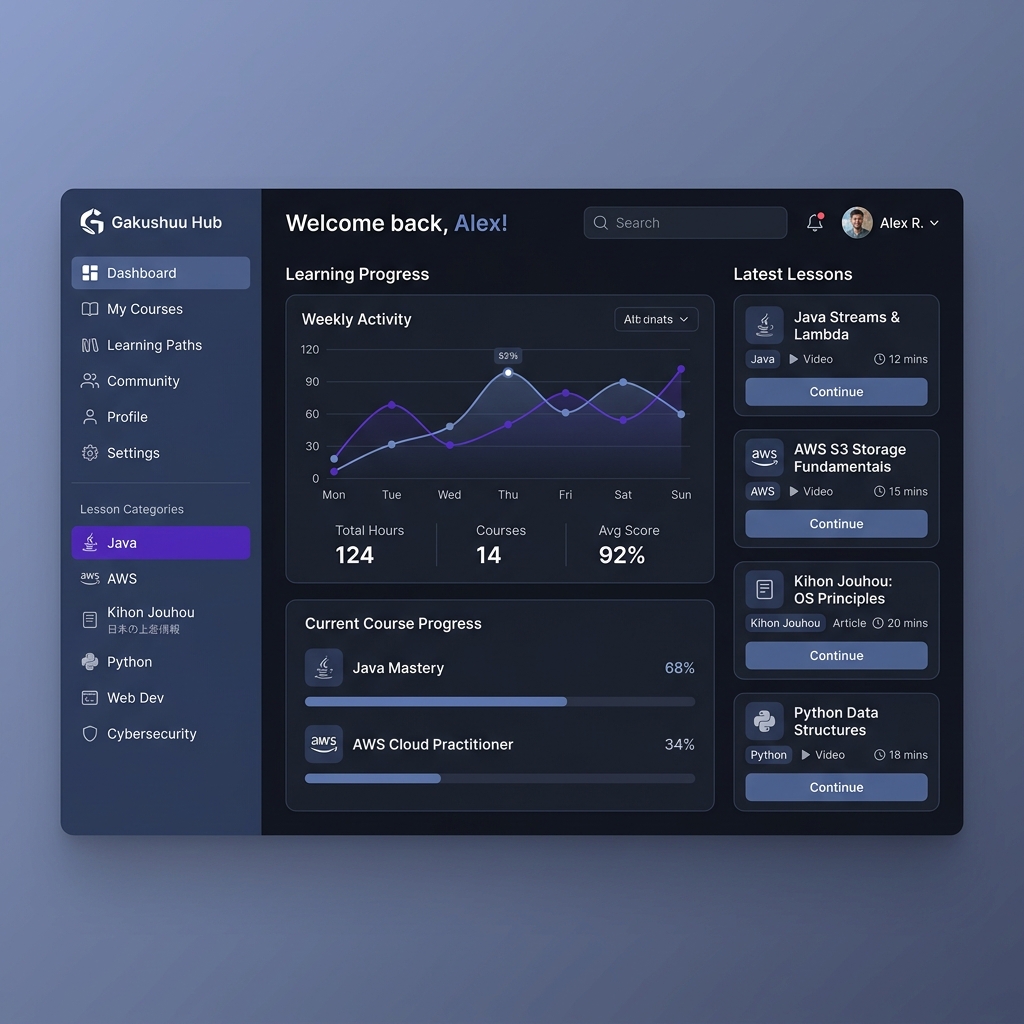 Gakushuu Hub
Dashboard
My Courses
Learning Paths
Community
Profile
Settings
Lesson Categories
Java
aws AWS
Kihon Jouhou
Python
Web Dev
Cybersecurity
Welcome back, Alex!
Search
Alex R.
Learning Progress
Weekly Activity
120
90
60
30
0
Mon Tue Wed Thu Fri Sat Sun
Total Hours
124
Courses
14
Avg Score
92%
Current Course Progress
Java Mastery
68%
aws
AWS Cloud Practitioner
34%
Latest Lessons
Java Streams &
Lambda
Java Video 12 mins
Continue
aws
AWS S3 Storage
Fundamentais
AWS Video 15 mins
Continue
Kihon Jouhou:
OS Principles
Kihon Jouhou Article 20 mins
Continue
Python Data
Structures
Python Video 18 mins
Continue